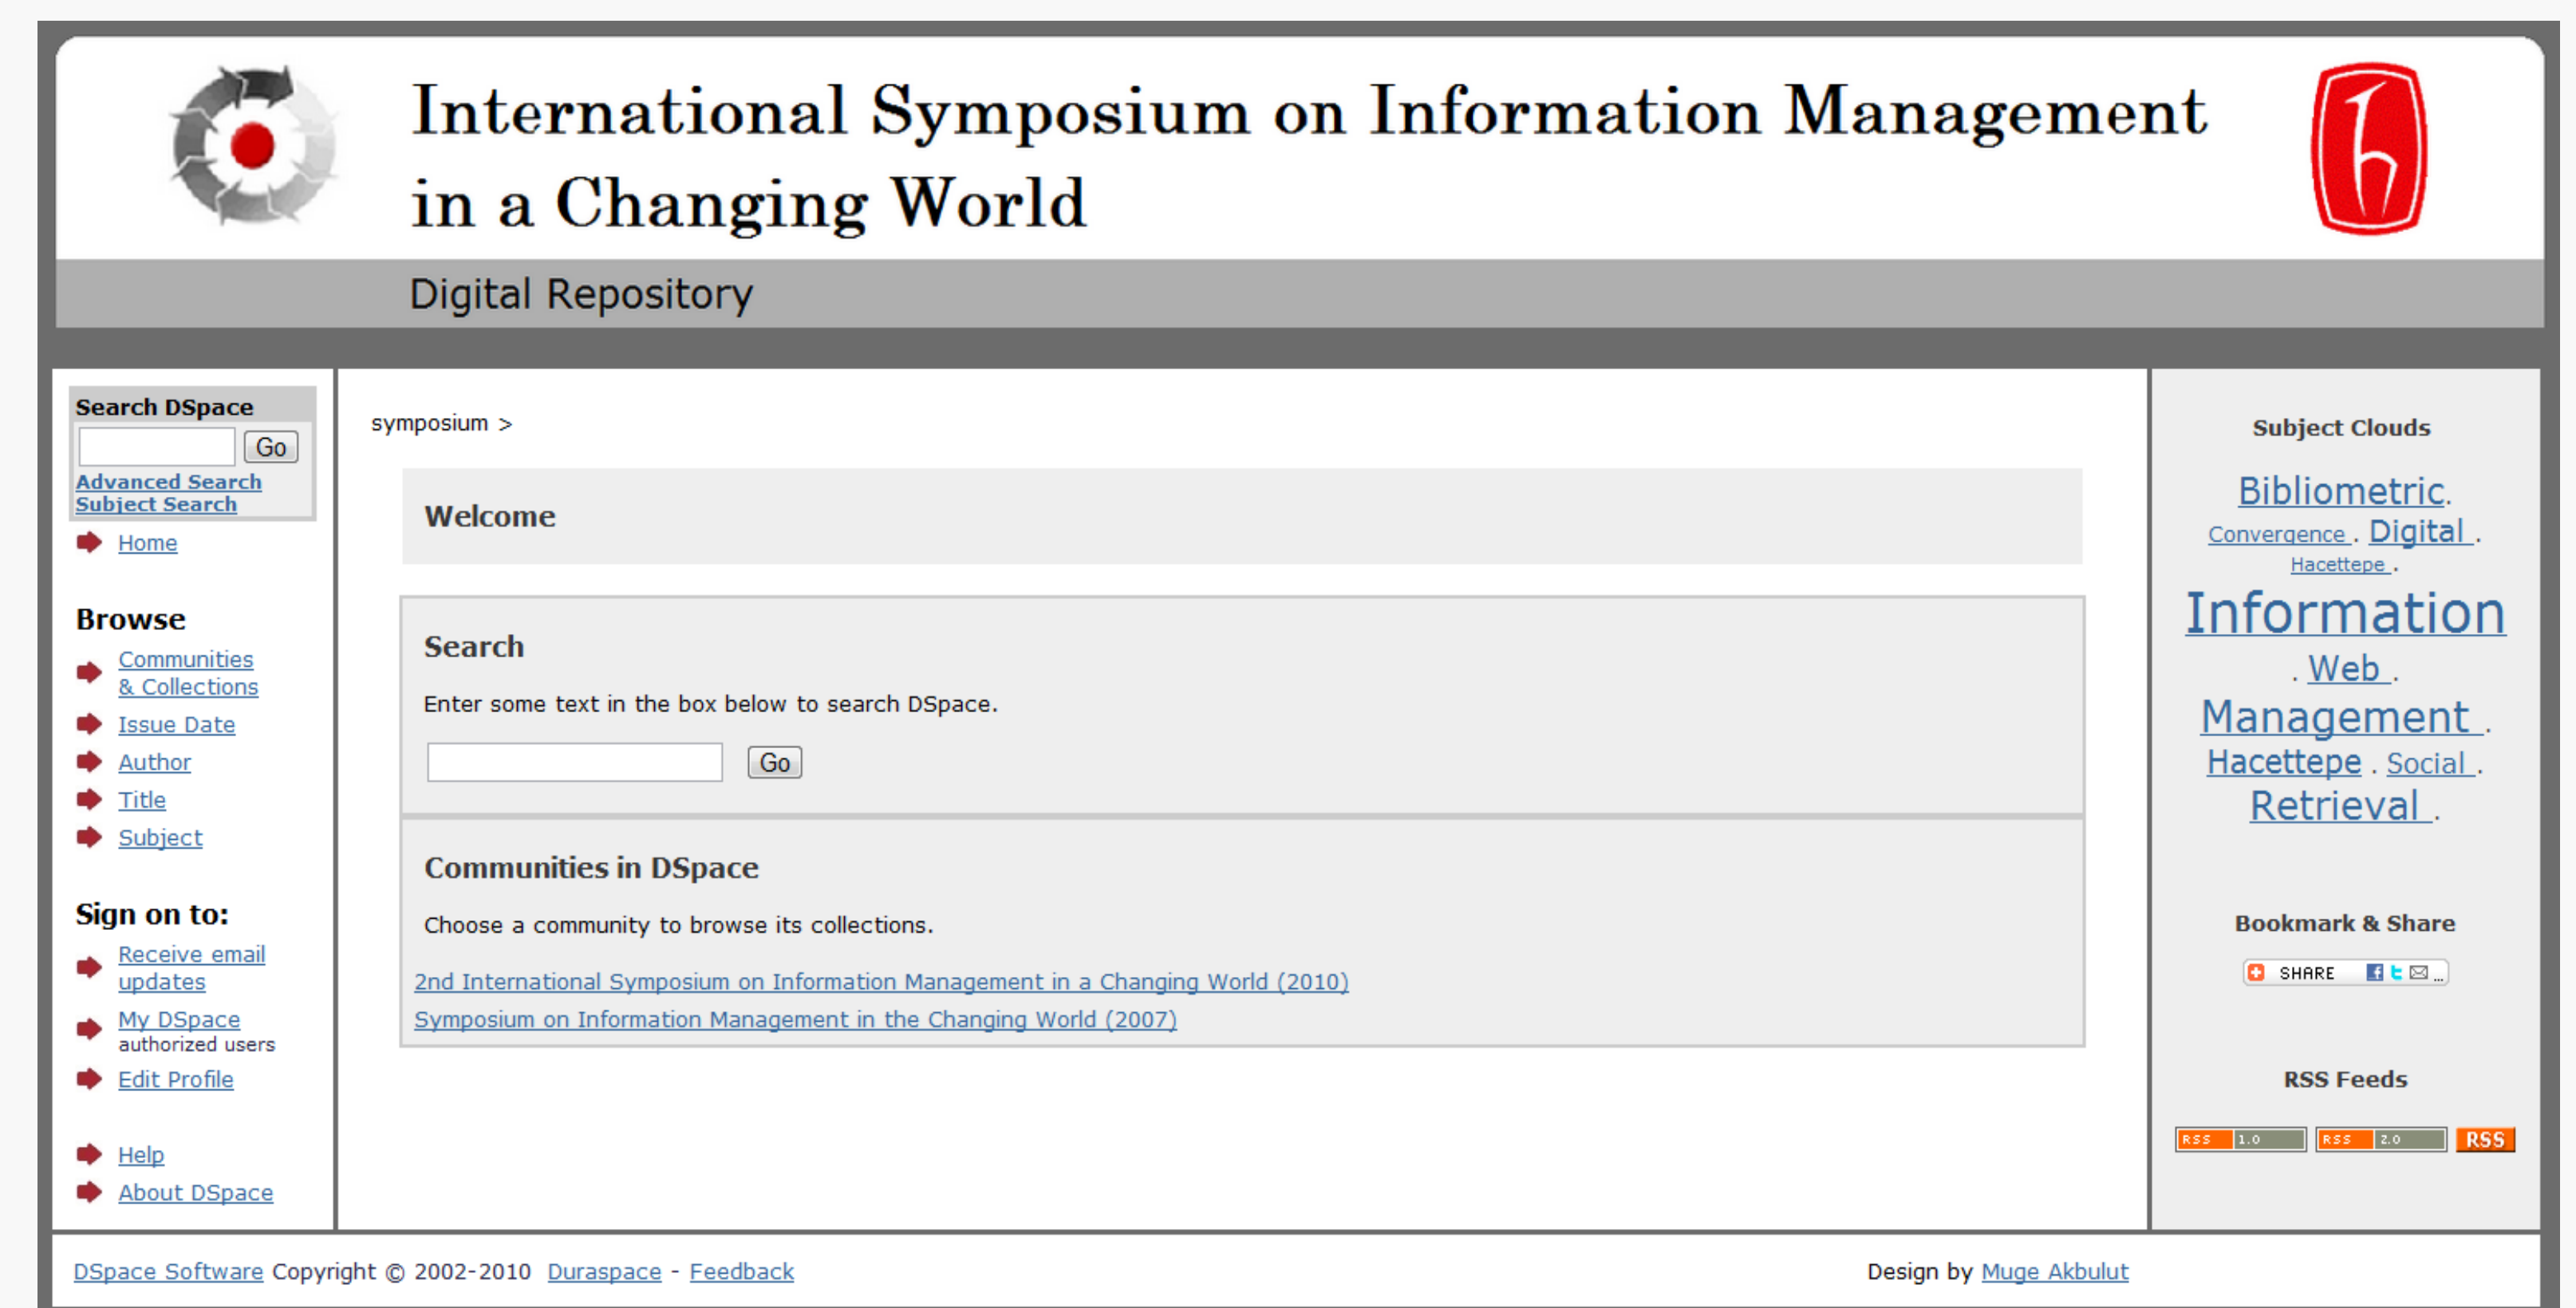 International Symposium on Information Management
in a Changing World
Digital Repository
Search DSpace
Go
Advanced Search
Subject Search
Home
Browse
Communities
& Collections
Issue Date
Author
Title
Subject
Sign on to:
Receive email
updates
My DSpace
authorized users
Edit Profile
Help
About DSpace
symposium >
Welcome
Search
Enter some text in the box below to search DSpace.
Go
Communities in DSpace
Choose a community to browse its collections.
2nd International Symposium on Information Management in a Changing World (2010)
Symposium on Information Management in the Changing World (2007)
Subject Clouds
Bibliometric.
Convergence . Digital .
Hacettepe .
Information
. Web .
Management .
Hacettepe . Social .
Retrieval .
Bookmark & Share
SHARE ...
RSS Feeds
RSS 1.0 RSS 2.0 RSS
DSpace Software Copyright © 2002-2010 Duraspace - Feedback
Design by Muge Akbulut